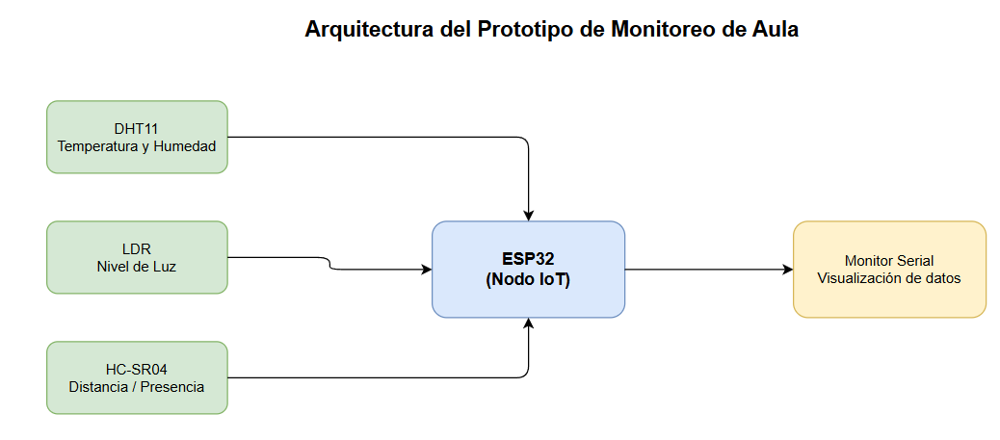 Arquitectura del Prototipo de Monitoreo de Aula
DHT11
Temperatura y Humedad
LDR
Nivel de Luz
HC-SR04
Distancia / Presencia
ESP32
(Nodo IoT)
Monitor Serial
Visualización de datos